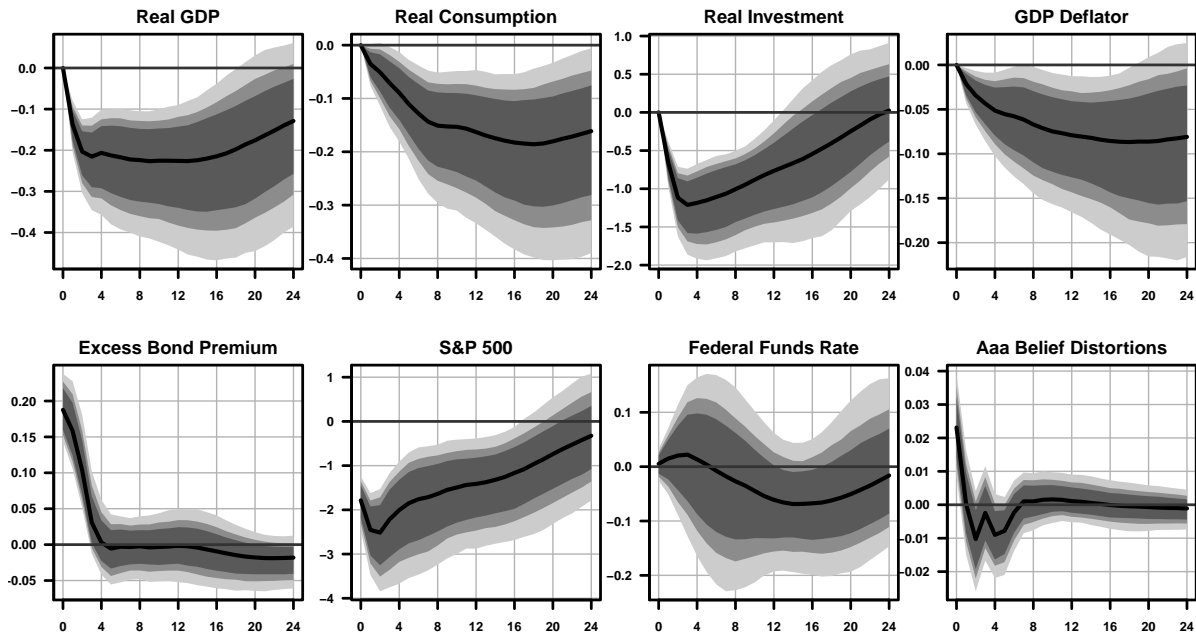 Real GDP
0.0
−0.1
−0.2
−0.3
−0.4
0 4 8 12 16 20 24
Real Consumption
0.0
−0.1
−0.2
−0.3
−0.4
0 4 8 12 16 20 24
Real Investment
1.0
0.5
0.0
−0.5
−1.0
−1.5
−2.0
0 4 8 12 16 20 24
GDP Deflator
0.00
−0.05
−0.10
−0.15
−0.20
0 4 8 12 16 20 24
Excess Bond Premium
0.20
0.15
0.10
0.05
0.00
−0.05
0 4 8 12 16 20 24
S&P 500
1
0
−1
−2
−3
−4
0 4 8 12 16 20 24
Federal Funds Rate
0.1
0.0
−0.1
−0.2
0 4 8 12 16 20 24
Aaa Belief Distortions
0.04
0.03
0.02
0.01
0.00
−0.01
−0.02
0 4 8 12 16 20 24